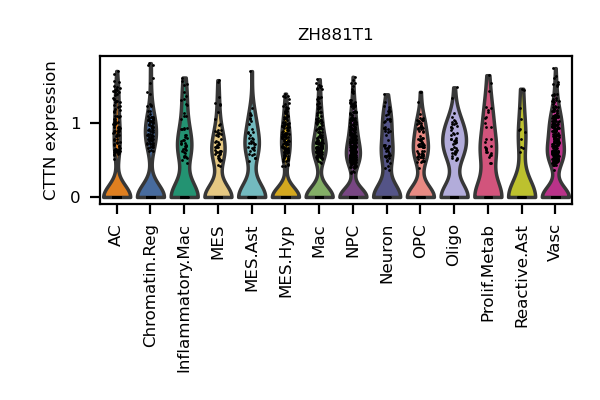 ZH881T1
CTTN expression
1
0
AC
Chromatin.Reg
Inflammatory.Mac
MES
MES.Ast
MES.Hyp
Mac
NPC
Neuron
OPC
Oligo
Prolif.Metab
Reactive.Ast
Vasc